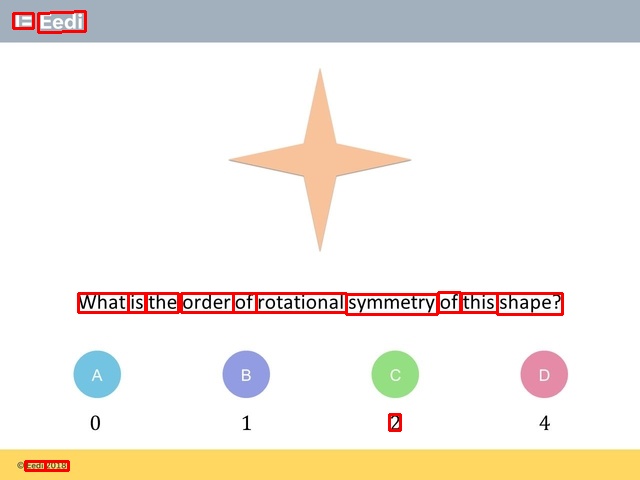 Eedi
What is the order of rotational symmetry of this shape?
A B C D
0 1 2 4
© Eedi 2018